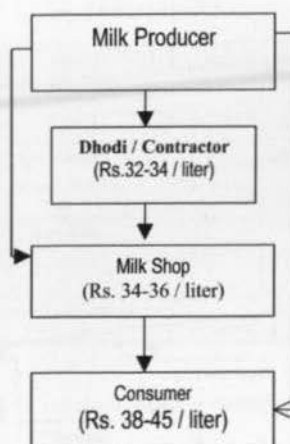 Milk Producer
Dhodi / Contractor
(Rs.32-34 / liter)
Milk Shop
(Rs. 34-36 / liter)
Consumer
(Rs. 38-45 / liter)